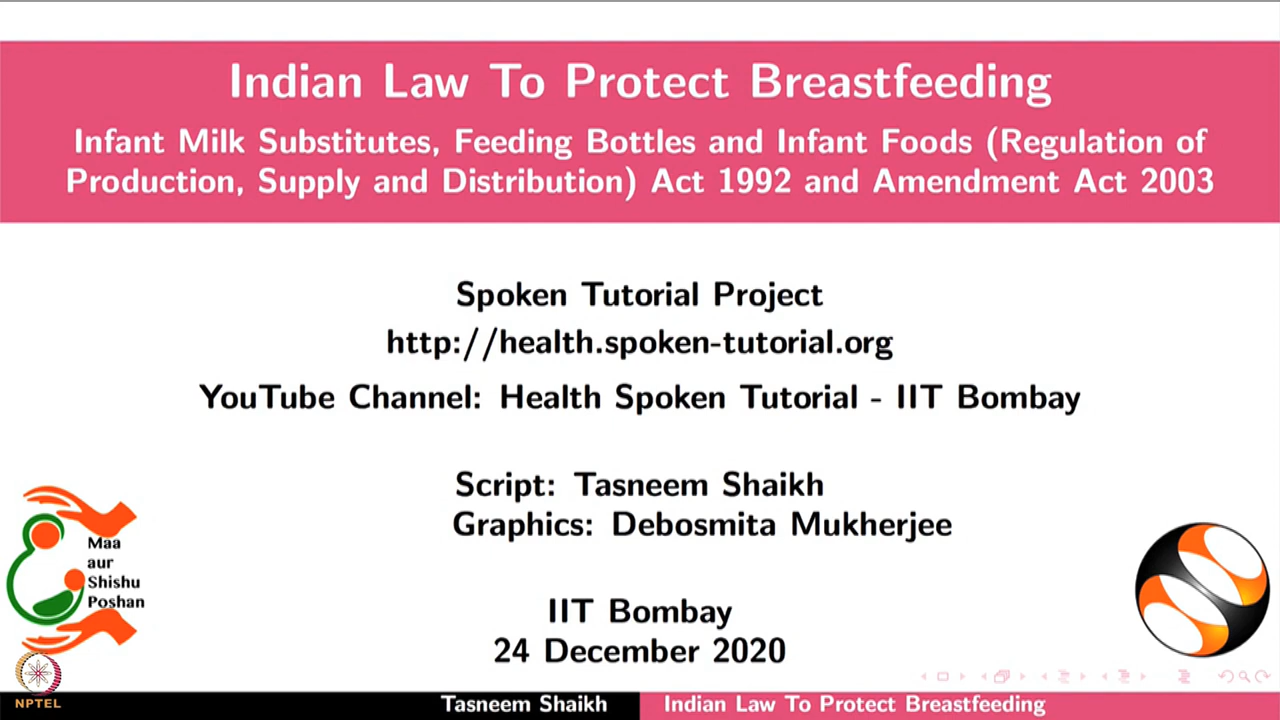 Indian Law To Protect Breastfeeding
Infant Milk Substitutes, Feeding Bottles and Infant Foods (Regulation of
Production, Supply and Distribution) Act 1992 and Amendment Act 2003
Spoken Tutorial Project
http://health.spoken-tutorial.org
YouTube Channel: Health Spoken Tutorial - IIT Bombay
Script: Tasneem Shaikh
Graphics: Debosmita Mukherjee
Maa
aur
Shishu
Poshan
IIT Bombay
24 December 2020
NPTEL
Tasneem Shaikh
Indian Law To Protect Breastfeeding